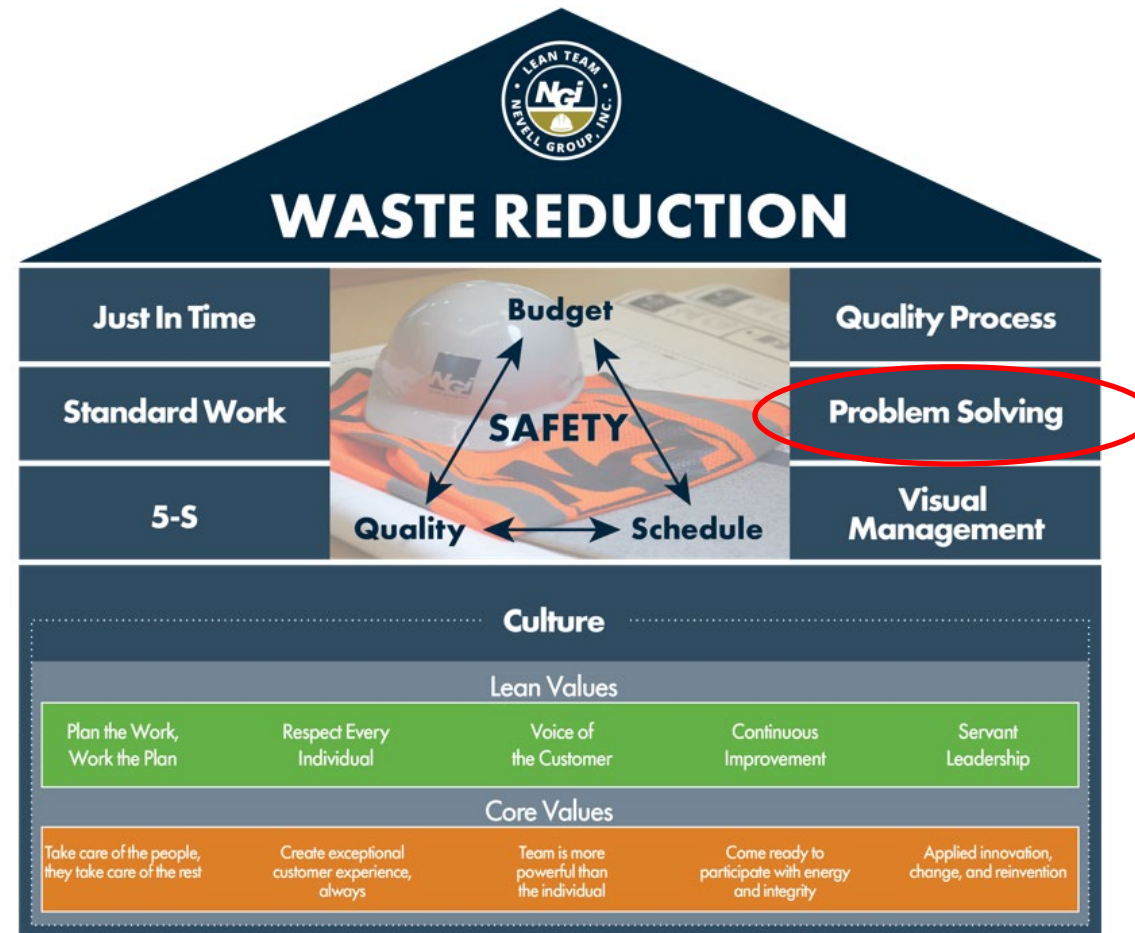 LEAN TEAM
NGi
NEVELL GROUP, INC.
WASTE REDUCTION
Just In Time
Standard Work
5-S
Budget
NGi
SAFETY
Quality
Schedule
Quality Process
Problem Solving
Visual
Management
Culture
Lean Values
Plan the Work,
Work the Plan
Respect Every
Individual
Voice of
the Customer
Continuous
Improvement
Servant
Leadership
Core Values
Take care of the people,
they take care of the rest
Create exceptional
customer experience,
always
Team is more
powerful than
the individual
Come ready to
participate with energy
and integrity
Applied innovation,
change, and reinvention